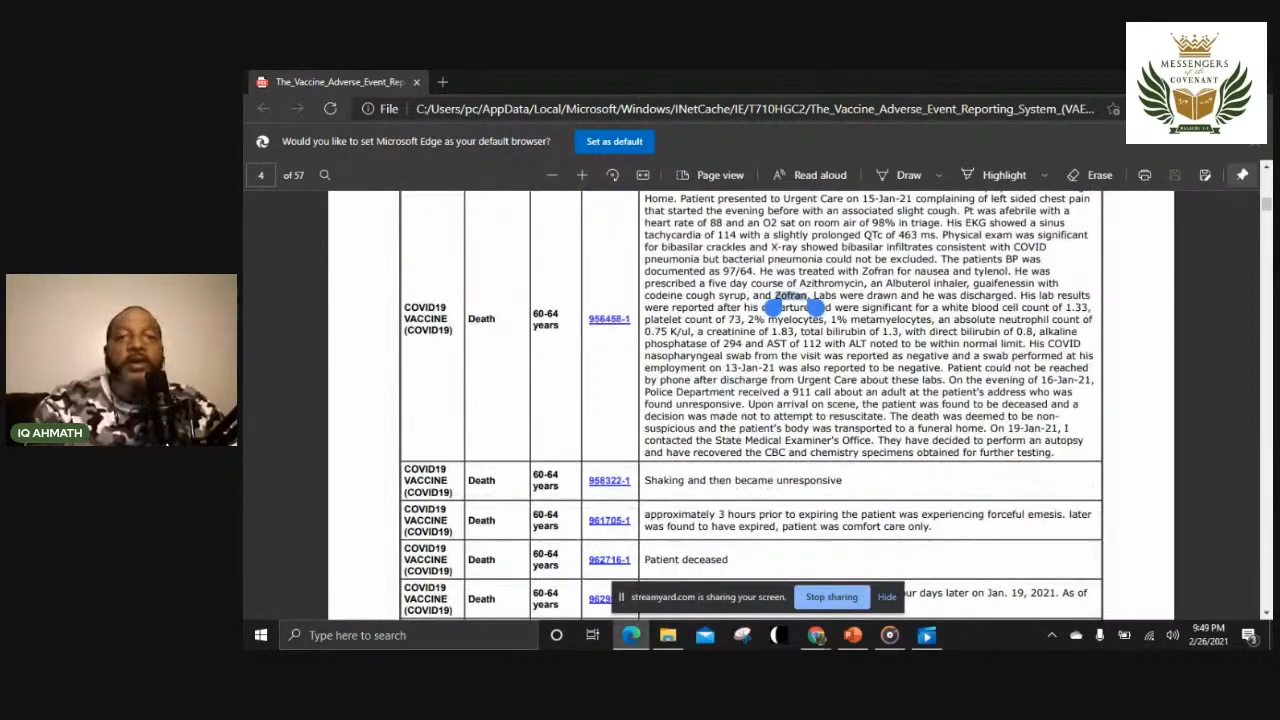 MESSENGERS
of the
COVENANT
MALACHI 3:1
The_Vaccine_Adverse_Event_Rep
File
C:/Users/pc/AppData/Local/Microsoft/Windows/INetCache/IE/T710HGC2/The_Vaccine_Adverse_Event_Reporting_System_(VAE...
Would you like to set Microsoft Edge as your default browser?
Set as default
4 of 57
Page view
Read aloud
Draw
Highlight
Erase
COVID19
VACCINE
(COVID19)
Death
60-64
years
956458-1
Home. Patient presented to Urgent Care on 15-Jan-21 complaining of left sided chest pain
that started the evening before with an associated slight cough. Pt was afebrile with a
heart rate of 88 and an O2 sat on room air of 98% in triage. His EKG showed a sinus
tachycardia of 114 with a slightly prolonged QTc of 463 ms. Physical exam was significant
for bibasilar crackles and X-ray showed bibasilar infiltrates consistent with COVID
pneumonia but bacterial pneumonia could not be excluded. The patients BP was
documented as 97/64. He was treated with Zofran for nausea and tylenol. He was
prescribed a five day course of Azithromycin, an Albuterol inhaler, guaifenessin with
codeine cough syrup, and Zofran. Labs were drawn and he was discharged. His lab results
were reported after his were significant for a white blood cell count of 1.33,
platelet count of 73, 2% myelocytes, 1% metamyelocytes, an absolute neutrophil count of
0.75 K/ul, a creatinine of 1.83, total bilirubin of 1.3, with direct bilirubin of 0.8, alkaline
phosphatase of 294 and AST of 112 with ALT noted to be within normal limit. His COVID
nasopharyngeal swab from the visit was reported as negative and a swab performed at his
employment on 13-Jan-21 was also reported to be negative. Patient could not be reached
by phone after discharge from Urgent Care about these labs. On the evening of 16-Jan-21,
Police Department received a 911 call about an adult at the patient's address who was
found unresponsive. Upon arrival on scene, the patient was found to be deceased and a
decision was made not to attempt to resuscitate. The death was deemed to be non-
suspicious and the patient's body was transported to a funeral home. On 19-Jan-21, I
contacted the State Medical Examiner's Office. They have decided to perform an autopsy
and have recovered the CBC and chemistry specimens obtained for further testing.
COVID19
VACCINE
(COVID19)
Death
60-64
years
958322-1
Shaking and then became unresponsive
COVID19
VACCINE
(COVID19)
Death
60-64
years
961705-1
approximately 3 hours prior to expiring the patient was experiencing forceful emesis. later
was found to have expired, patient was comfort care only.
COVID19
VACCINE
(COVID19)
Death
60-64
years
962716-1
Patient deceased
COVID19
VACCINE
(COVID19)
Death
60-64
years
our days later on Jan. 19, 2021. As of
streamyard.com is sharing your screen.
Stop sharing
Hide
IQ AHMATH
Type here to search
9:49 PM
2/26/2021
3